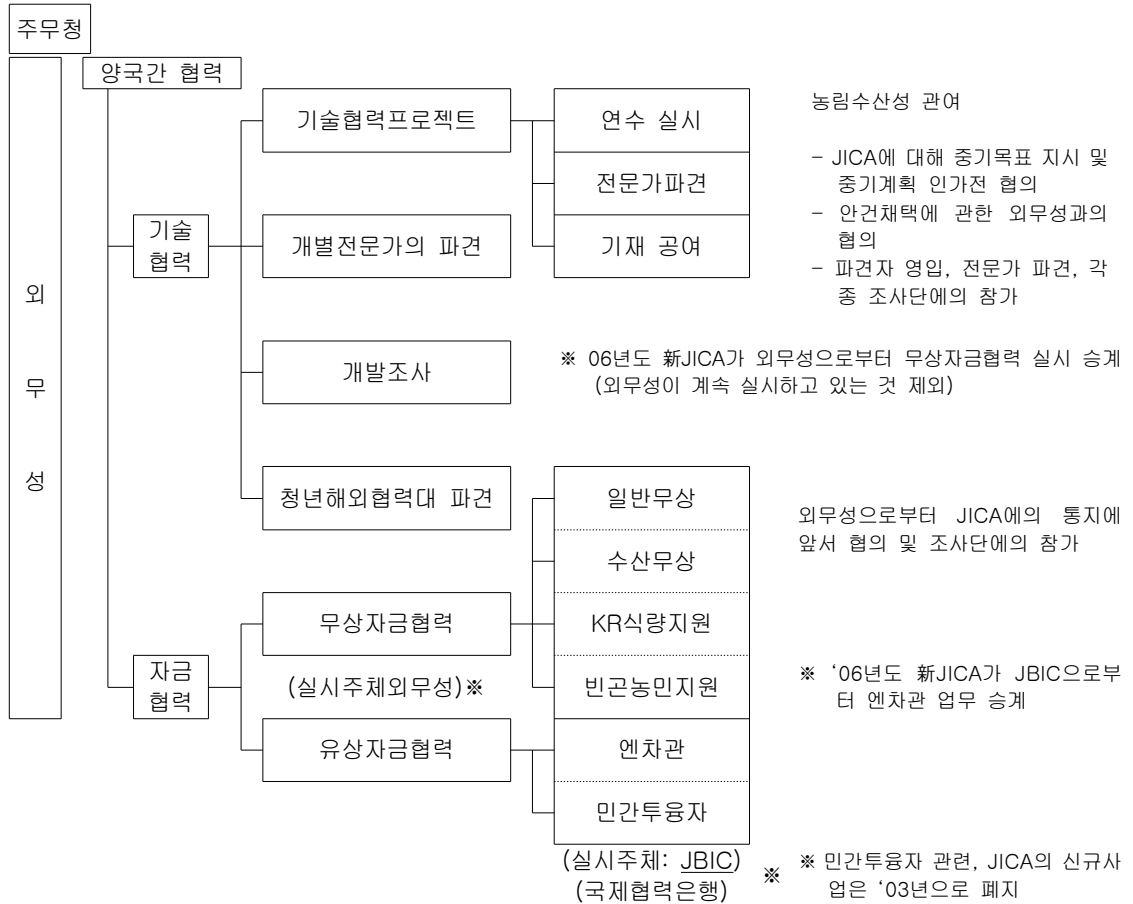 주무청
외
무
성
양국간 협력
기술
협력
기술협력프로젝트
연수 실시
전문가파견
기재 공여
개별전문가의 파견
개발조사
청년해외협력대 파견
농림수산성 관여
- JICA에 대해 중기목표 지시 및
중기계획 인가전 협의
- 안건채택에 관한 외무성과의
협의
- 파견자 영입, 전문가 파견, 각
종 조사단에의 참가
※ 06년도 新JICA가 외무성으로부터 무상자금협력 실시 승계
(외무성이 계속 실시하고 있는 것 제외)
자금
협력
무상자금협력
(실시주체외무성)※
일반무상
수산무상
KR식량지원
빈곤농민지원
외무성으로부터 JICA에의 통지에
앞서 협의 및 조사단에의 참가
유상자금협력
엔차관
민간투융자
(실시주체: JBIC)
(국제협력은행)
※
※ ‘06년도 新JICA가 JBIC으로부
터 엔차관 업무 승계
※ 민간투융자 관련, JICA의 신규사
업은 ‘03년으로 폐지